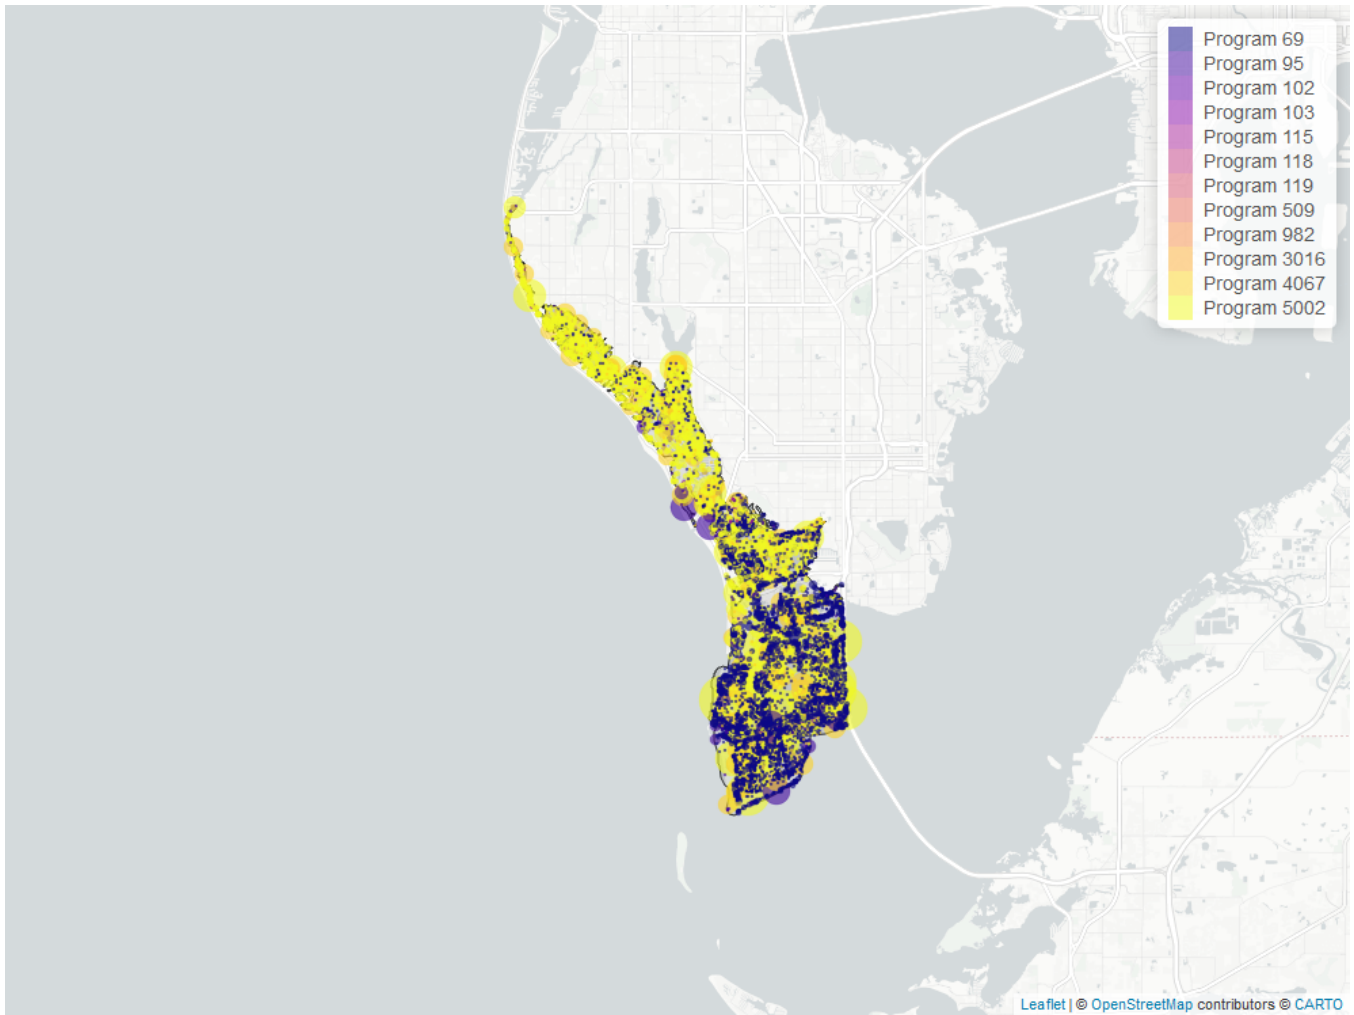 Program 69
Program 95
Program 102
Program 103
Program 115
Program 118
Program 119
Program 509
Program 982
Program 3016
Program 4067
Program 5002
Leaflet | © OpenStreetMap contributors © CARTO